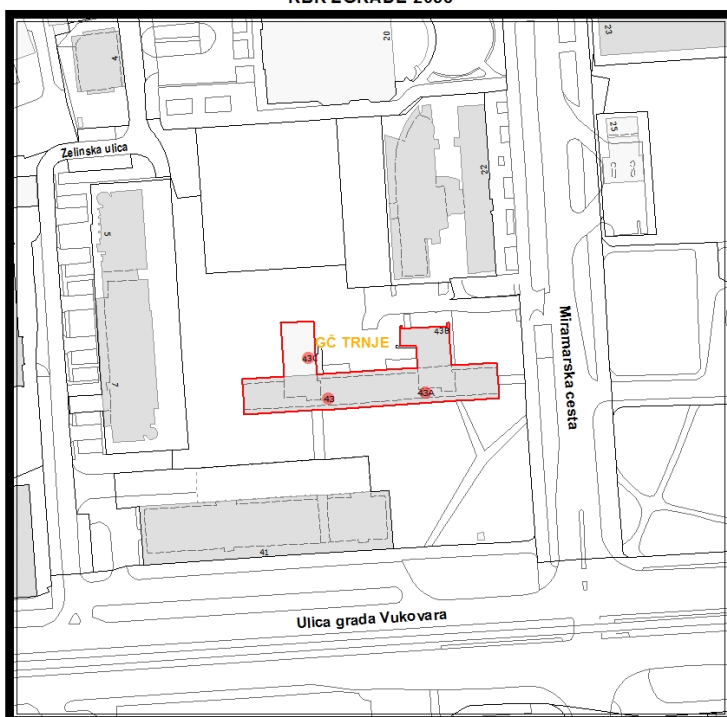 4
20
23
Zelinska ulica
25
22
5
GČ TRNJE
43B
43C
Miramarska cesta
7
43
43A
41
Ulica grada Vukovara